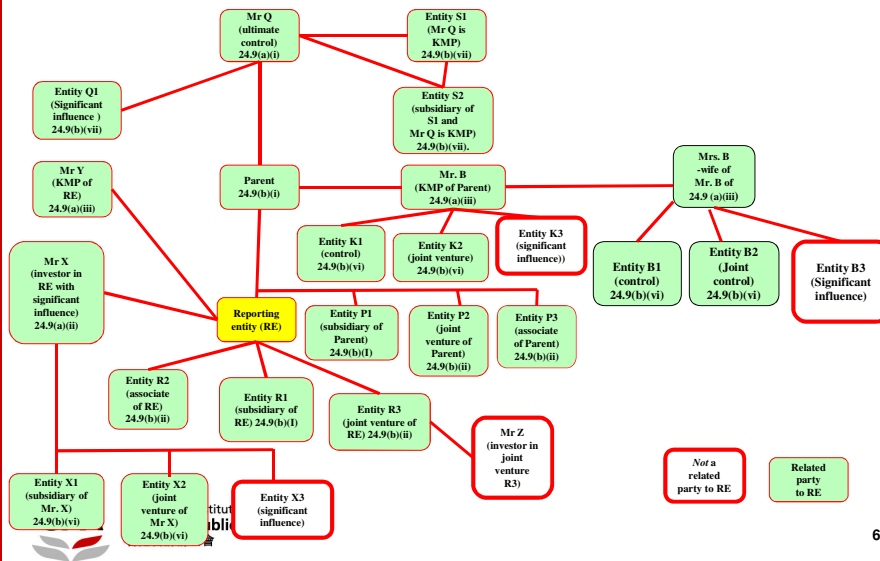 Mr Q
(ultimate
control)
24.9(a)(i)
Entity S1
(Mr Q is
KMP)
24.9(b)(vii)
Entity Q1
(Significant
influence )
24.9(b)(vii)
Entity S2
(subsidiary
of
S1 and
Mr Q is KMP)
24.9(b)(vii).
Mr Y
(KMP of
RE)
24.9(a)(iii)
Parent
24.9(b)(i)
Mr. B
(KMP of Parent)
24.9(a)(iii)
Mrs. B
-wife of
Mr. B of
24.9 (a)(iii)
Entity K1
(control)
24.9(b)(vi)
Entity K2
(joint venture)
24.9(b)(vi)
Entity K3
(significant
influence))
Entity B1
(control)
24.9(b)(vi)
Entity B2
(Joint
control)
24.9(b)(vi)
Entity B3
(Significant
influence)
Mr X
(investor in
RE with
significant
influence)
24.9(a)(ii)
Reporting
entity (RE)
Entity P1
(subsidiary of
Parent)
24.9(b)(I)
Entity P2
(joint
venture of
Parent)
24.9(b)(ii)
Entity P3
(associate
of Parent)
24.9(b)(ii)
Entity R2
(associate
of RE)
24.9(b)(ii)
Entity R1
(subsidiary of
RE) 24.9(b)(I)
Entity R3
(joint venture of
RE) 24.9(b)(ii)
Mr Z
(investor in
joint
venture
R3)
Not a
related
party to RE
Related
party
to RE
Entity X1
(subsidiary of
Mr. X)
24.9(b)(vi)
Entity X2
(joint
venture of
Mr X)
24.9(b)(vi)
Entity X3
(significant
influence)
6